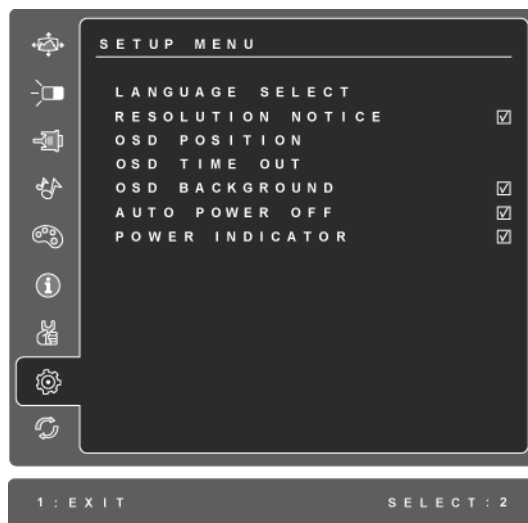 SETUP MENU
LANGUAGE SELECT
RESOLUTION NOTICE
OSD POSITION
OSD TIME OUT
OSD BACKGROUND
AUTO POWER OFF
POWER INDICATOR
1:EXIT SELECT:2